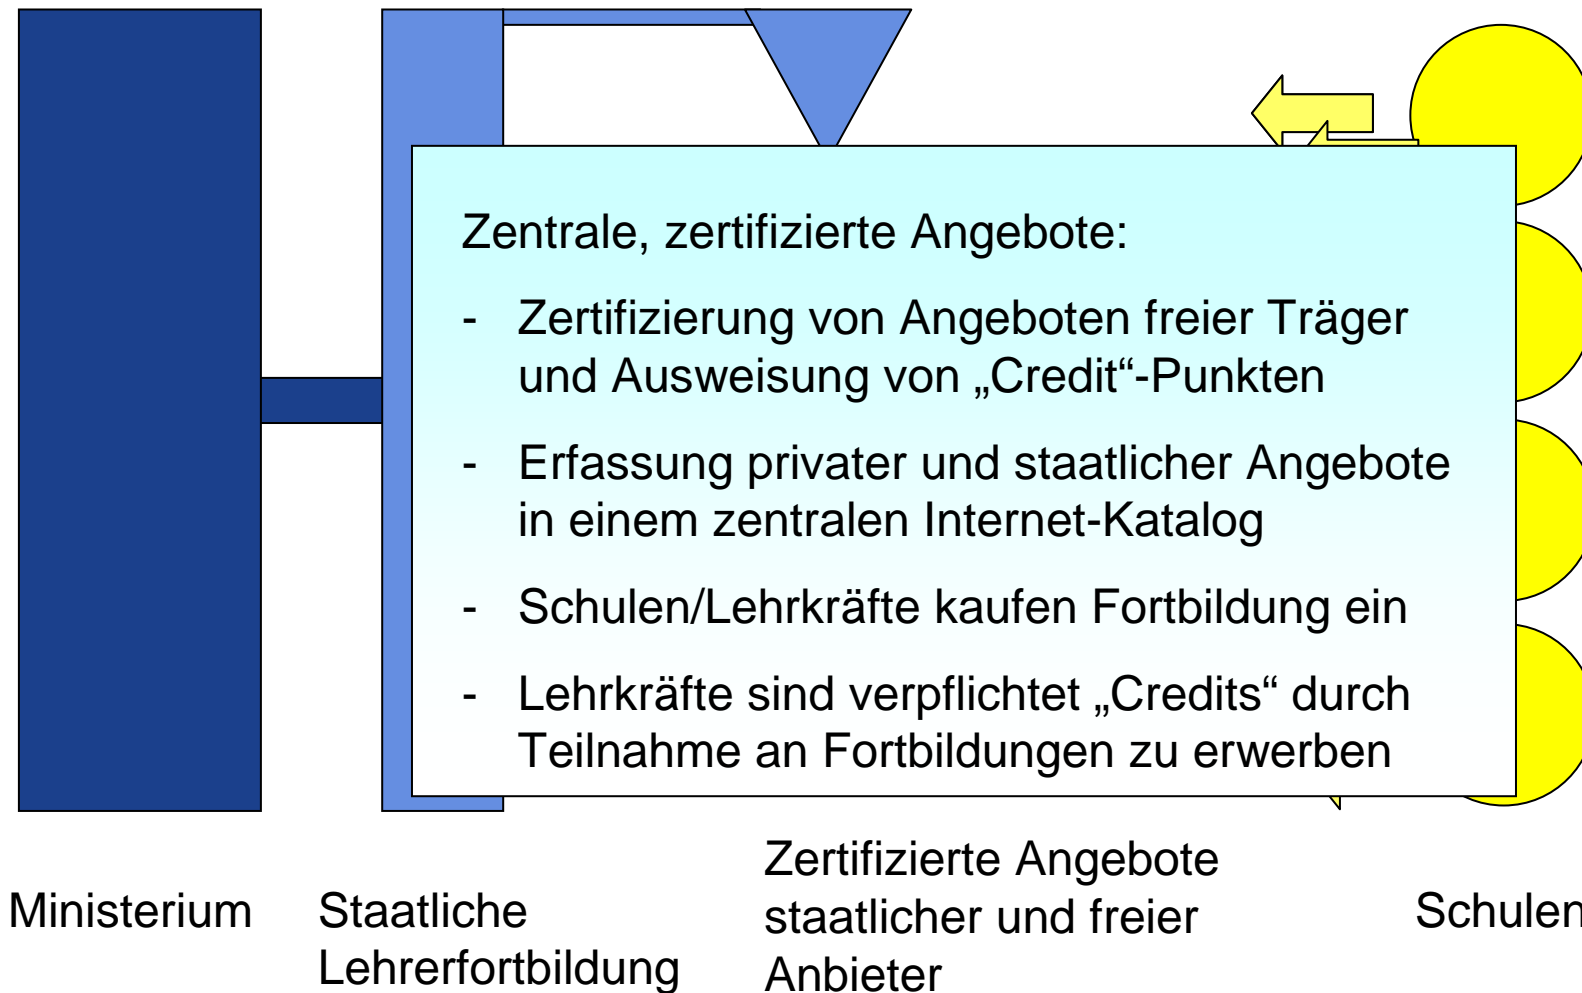 Zentrale, zertifizierte Angebote:
- Zertifizierung von Angeboten freier Träger
und Ausweisung von „Credit“-Punkten
- Erfassung privater und staatlicher Angebote
in einem zentralen Internet-Katalog
- Schulen/Lehrkräfte kaufen Fortbildung ein
- Lehrkräfte sind verpflichtet „Credits“ durch
Teilnahme an Fortbildungen zu erwerben
Ministerium
Staatliche
Lehrerfortbildung
Zertifizierte Angebote
staatlicher und freier
Anbieter
Schulen